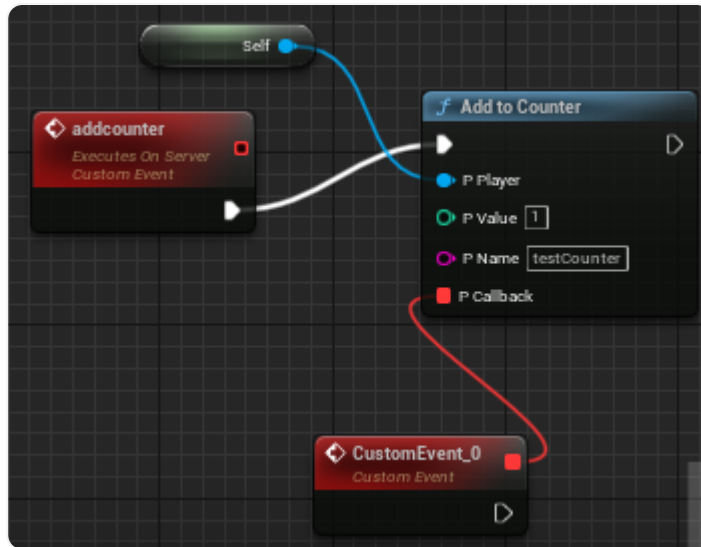 Self
addcounter
Executes On Server
Custom Event
f Add to Counter
P Player
P Value 1
P Name testCounter
P Callback
CustomEvent_0
Custom Event